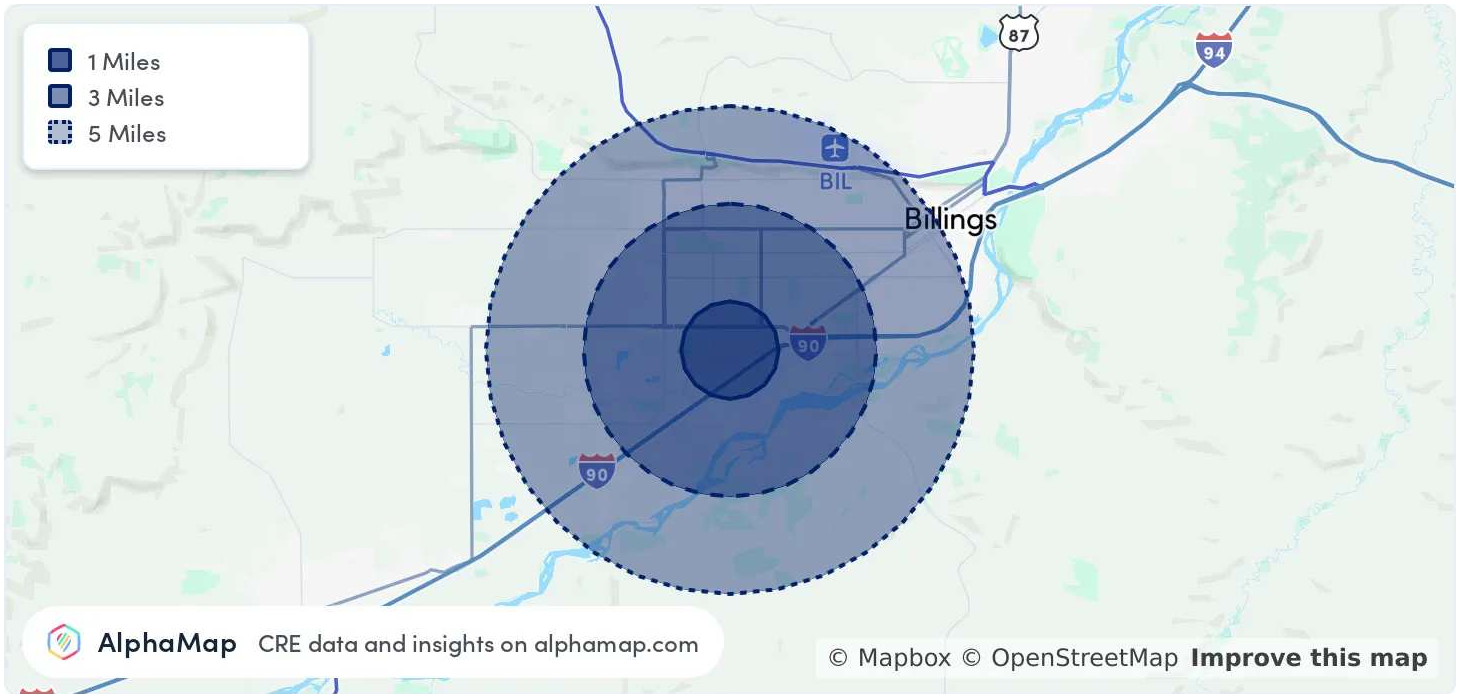 1 Miles
3 Miles
5 Miles
87
94
BIL
Billings
90
90
AlphaMap CRE data and insights on alphamap.com
© Mapbox © OpenStreetMap Improve this map